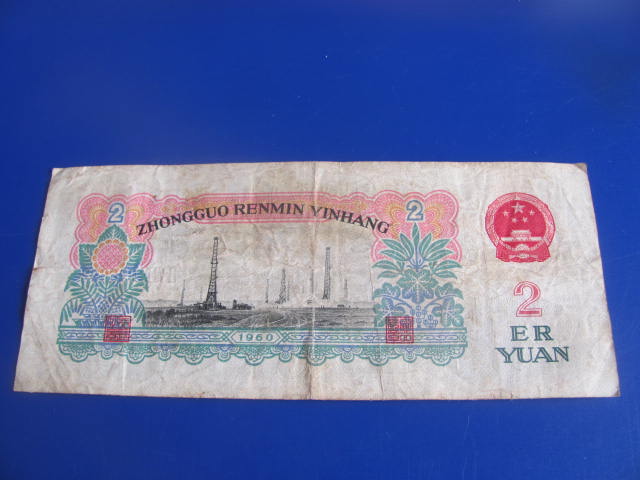 2
ZHONGGUO RENMIN YINHANG
2
1960
2
ER
YUAN